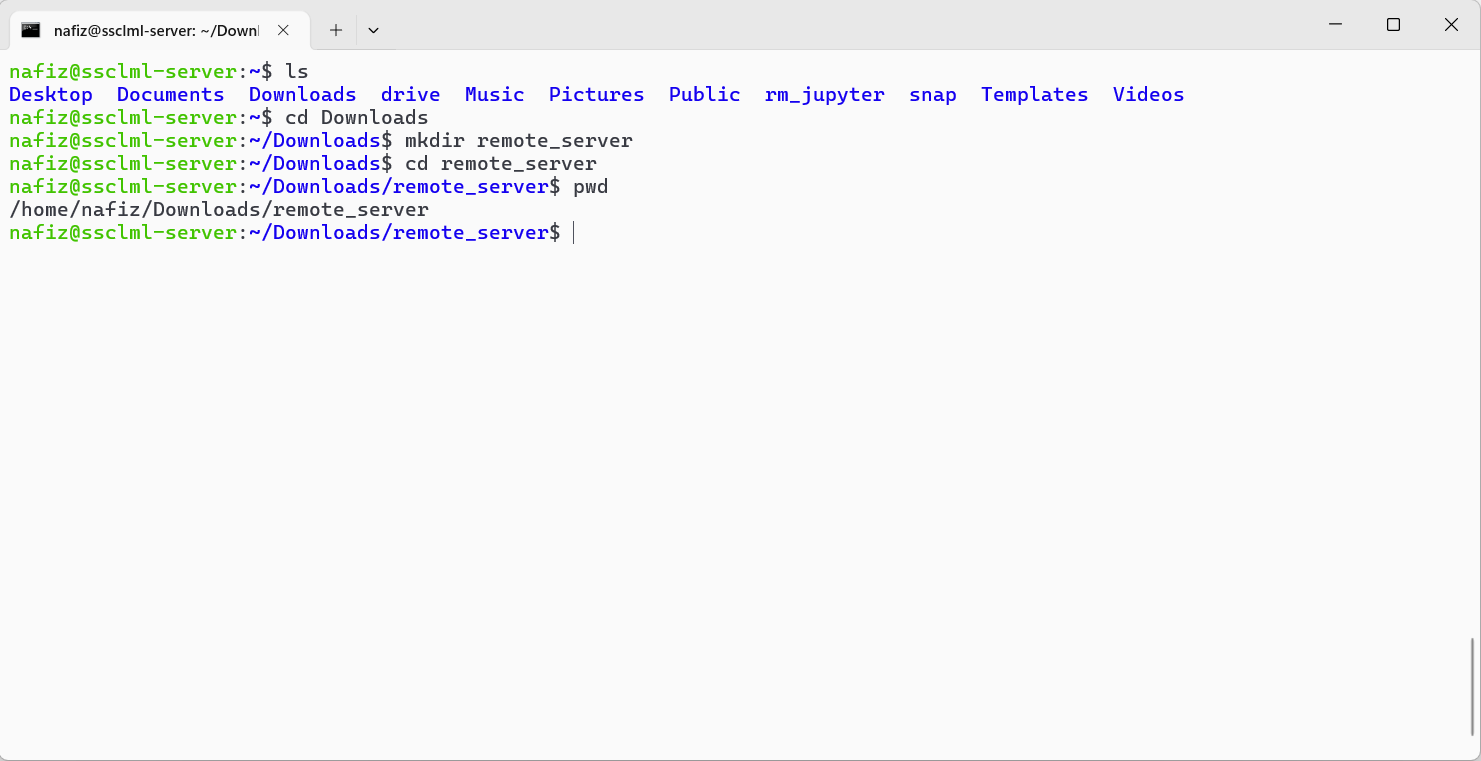 nafiz@ssclml-server: ~/Downl
nafiz@ssclml-server:~$ ls
Desktop  Documents  Downloads  drive  Music  Pictures  Public  rm_jupyter  snap  Templates  Videos
nafiz@ssclml-server:~$ cd Downloads
nafiz@ssclml-server:~/Downloads$ mkdir remote_server
nafiz@ssclml-server:~/Downloads$ cd remote_server
nafiz@ssclml-server:~/Downloads/remote_server$ pwd
/home/nafiz/Downloads/remote_server
nafiz@ssclml-server:~/Downloads/remote_server$